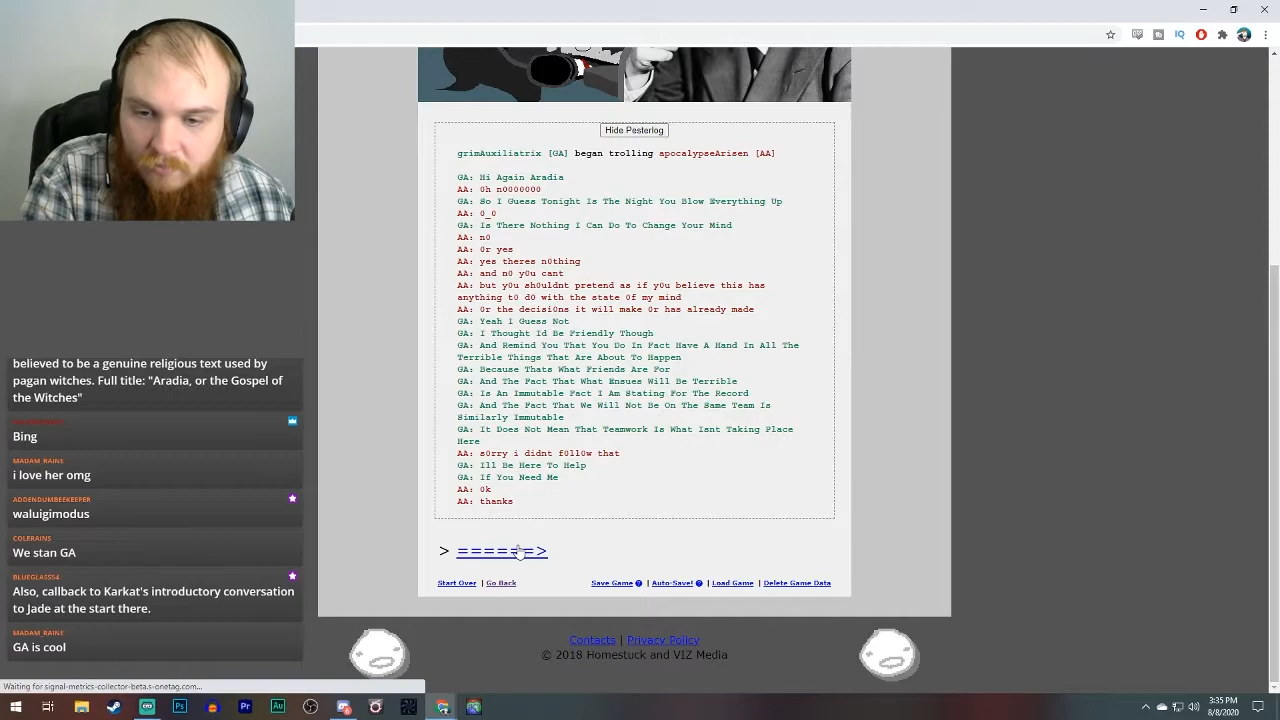 Hide Pesterlog
grimAuxiliatrix [GA] began trolling apocalypseArisen [AA]
GA: Hi Again Aradia
AA: 0h n0000000
GA: So I Guess Tonight Is The Night You Blow Everything Up
AA: 0_0
GA: Is There Nothing I Can Do To Change Your Mind
AA: n0
AA: 0r yes
AA: yes theres n0thing
AA: and n0 y0u cant
AA: but y0u sh0uldnt pretend as if y0u believe this has
anything t0 d0 with the state 0f my mind
AA: 0r the decisi0ns it will make 0r has already made
GA: Yeah I Guess Not
GA: I Thought Id Be Friendly Though
GA: And Remind You That You Do In Fact Have A Hand In All The
Terrible Things That Are About To Happen
GA: Because Thats What Friends Are For
GA: And The Fact That What Ensues Will Be Terrible
GA: Is An Immutable Fact I Am Stating For The Record
GA: And The Fact That We Will Not Be On The Same Team Is
Similarly Immutable
GA: It Does Not Mean That Teamwork Is What Isnt Taking Place
Here
AA: s0rry i didnt f0ll0w that
GA: Ill Be Here To Help
GA: If You Need Me
AA: 0k
AA: thanks
> ======>
Start Over | Go Back
Save Game ? | Auto-Save! ? | Load Game | Delete Game Data
Contacts | Privacy Policy
© 2018 Homestuck and VIZ Media
believed to be a genuine religious text used by
pagan witches. Full title: "Aradia, or the Gospel of
the Witches"
Bing
MADAM_RAINE
i love her omg
ADDENDUMBEEKEEPER
waluigimodus
COLERAINS
We stan GA
BLUEGLASS54
Also, callback to Karkat's introductory conversation
to Jade at the start there.
MADAM_RAINE
GA is cool
Waiting for signal-metrics-collector-beta.s-onetag.com...
3:35 PM
8/8/2020